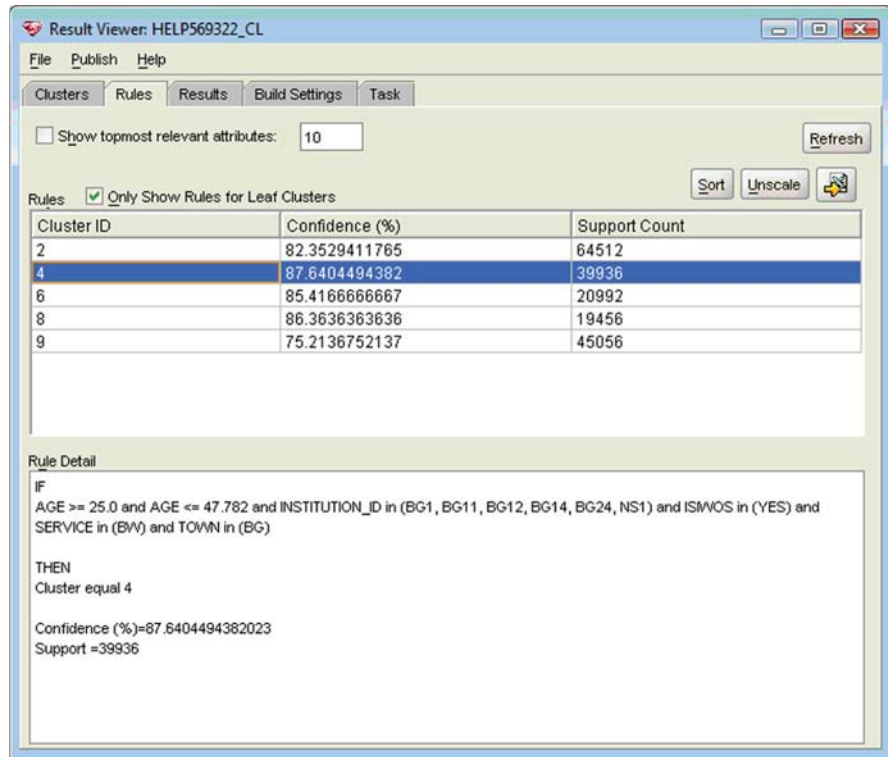 Result Viewer: HELP569322_CL
File Publish Help
Clusters Rules Results Build Settings Task
Show topmost relevant attributes: 10 Refresh
Sort Unscale
Rules Only Show Rules for Leaf Clusters
Cluster ID Confidence (%) Support Count
2 82.3529411765 64512
4 87.6404494382 39936
6 85.4166666667 20992
8 86.3636363636 19456
9 75.2136752137 45056
Rule Detail
IF
AGE >= 25.0 and AGE <= 47.782 and INSTITUTION_ID in (BG1, BG11, BG12, BG14, BG24, NS1) and ISIWOS in (YES) and
SERVICE in (BW) and TOWN in (BG)
THEN
Cluster equal 4
Confidence (%)=87.6404494382023
Support =39936